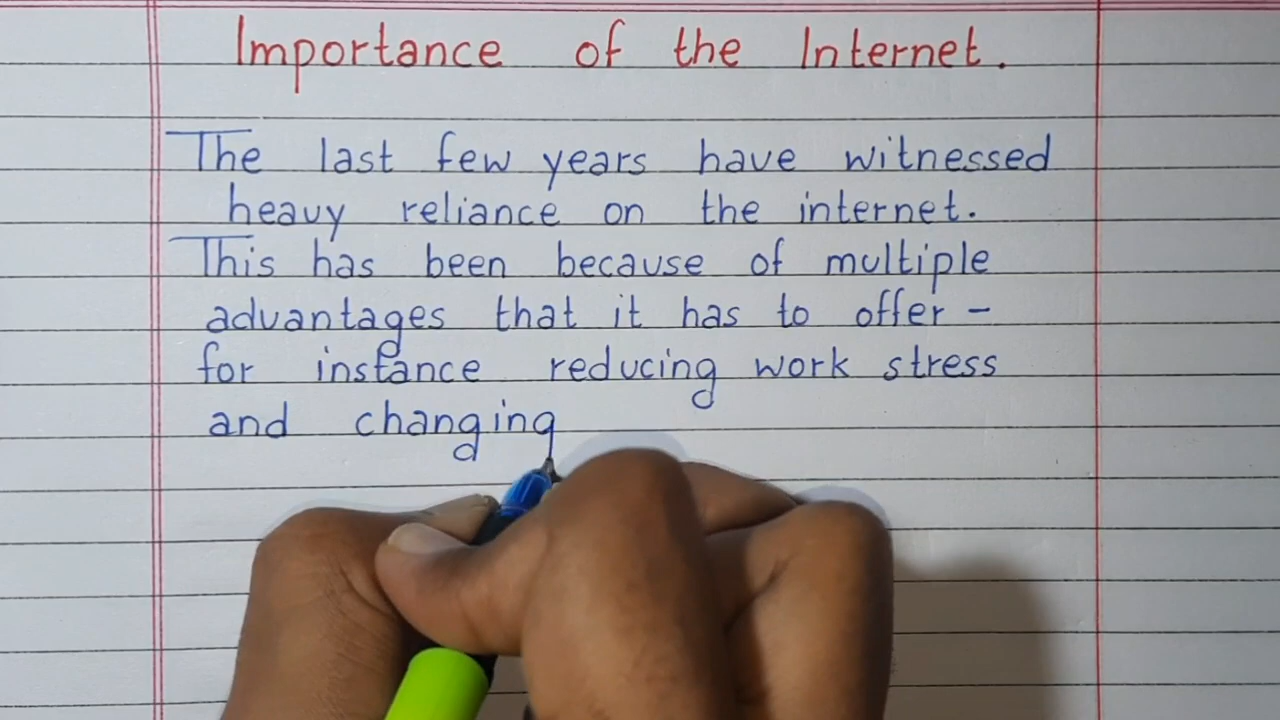 Importance of the Internet.
The last few years have witnessed
heavy reliance on the internet.
This has been because of multiple
advantages that it has to offer -
for instance reducing work stress
and changing